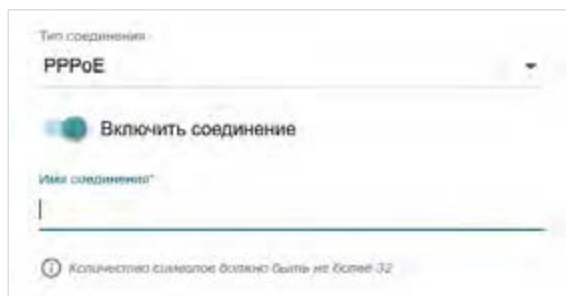 Тип соединения
PPPoE
Включить соединение
Имя соединения*
Количество символов должно быть не более 32